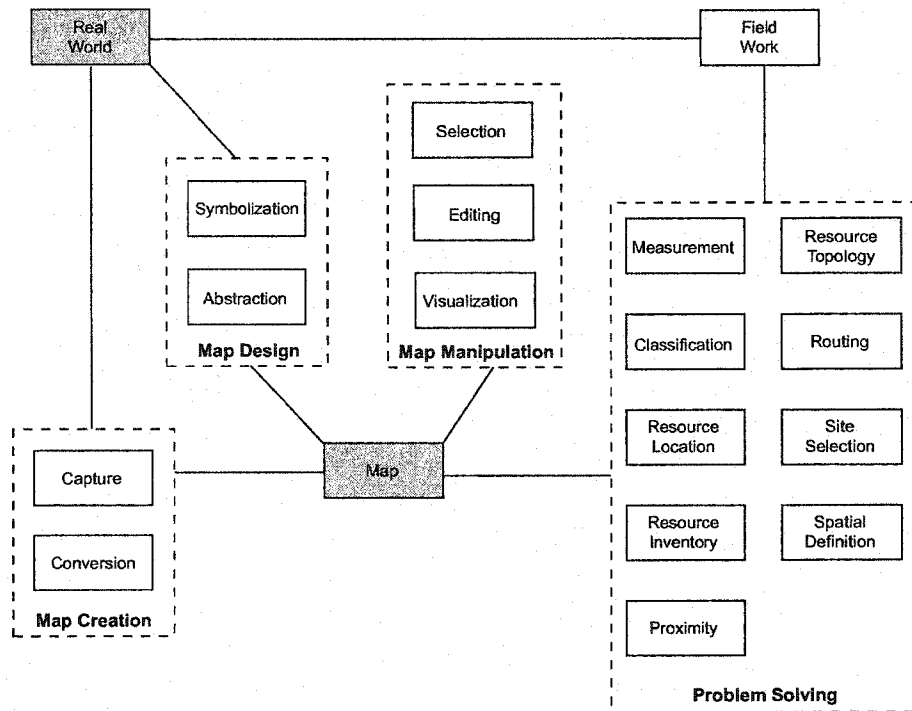 Real
World
Field
Work
Selection
Symbolization
Editing
Measurement
Resource
Topology
Abstraction
Visualization
Map Design
Map Manipulation
Classification
Routing
Resource
Location
Site
Selection
Capture
Map
Conversion
Resource
Inventory
Spatial
Definition
Map Creation
Proximity
Problem Solving